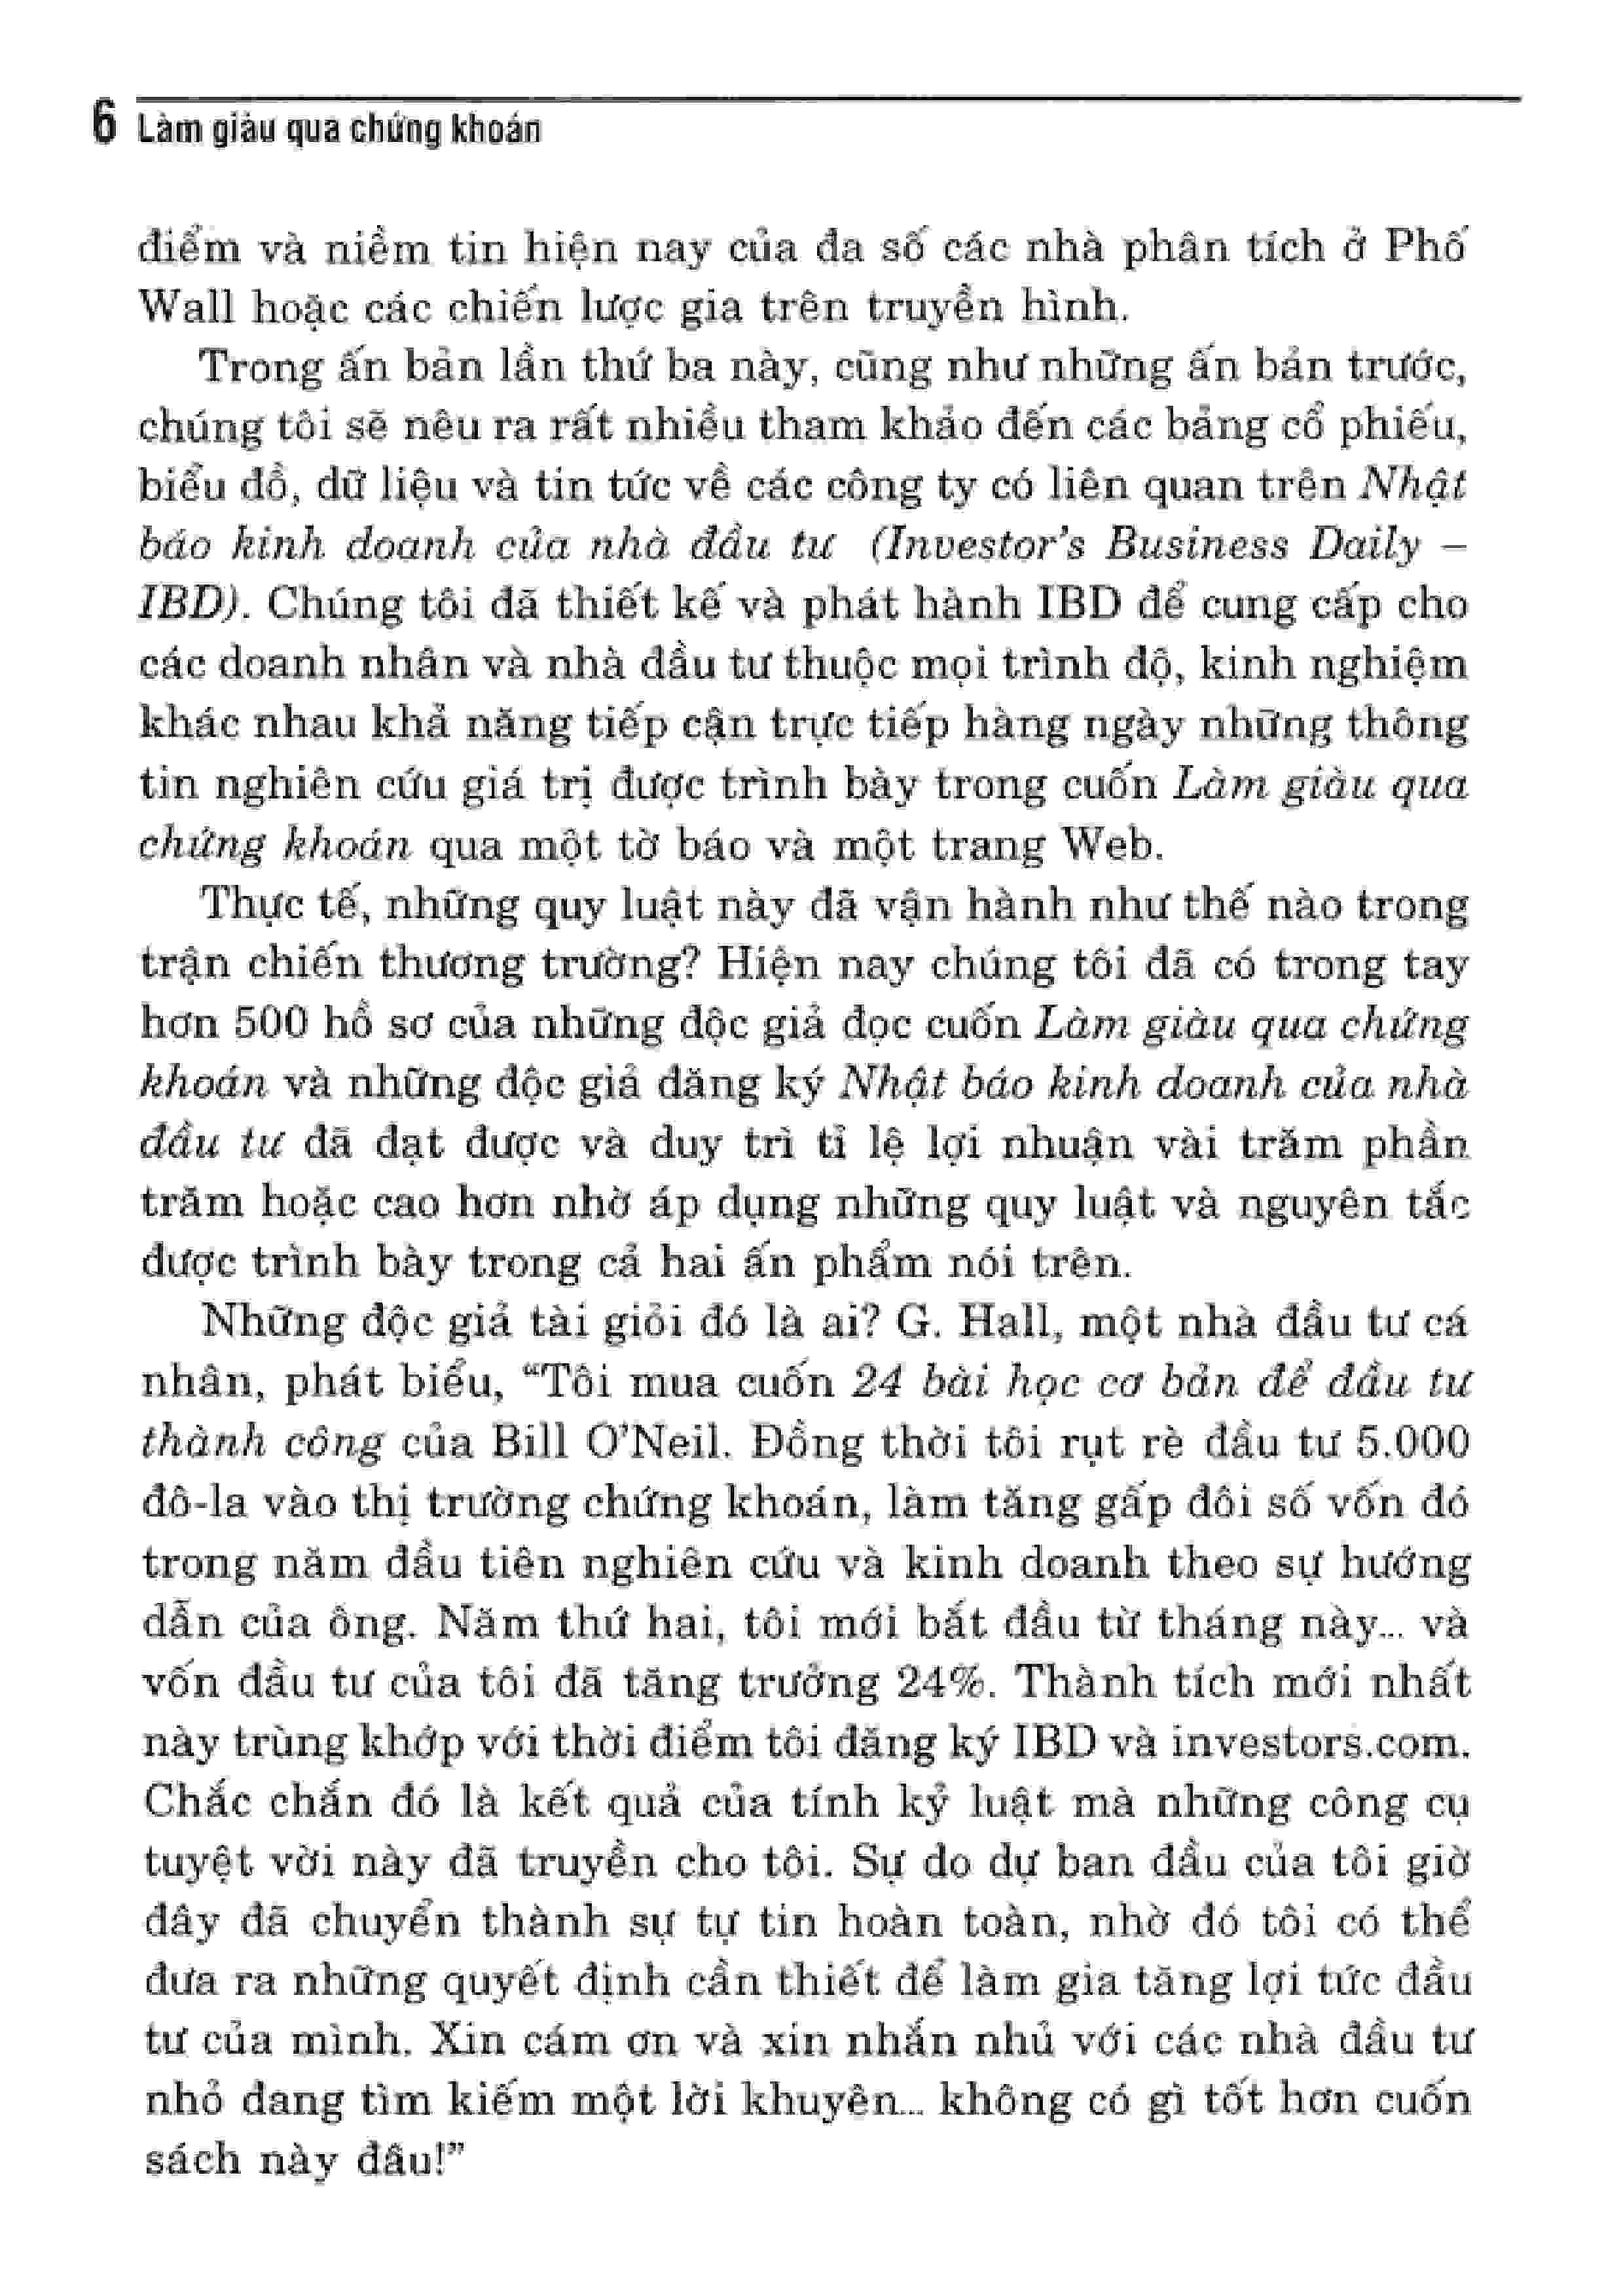 6 Làm giàu qua chứng khoán
điểm và niềm tin hiện nay của đa số các nhà phân tích ở Phố
Wall hoặc các chiến lược gia trên truyền hình.
Trong ấn bản lần thứ ba này, cũng như những ấn bản trước,
chúng tôi sẽ nêu ra rất nhiều tham khảo đến các bảng cổ phiếu,
biểu đồ, dữ liệu và tin tức về các công ty có liên quan trên Nhật
báo kinh doanh của nhà đầu tư (Investor's Business Daily –
IBD). Chúng tôi đã thiết kế và phát hành IBD để cung cấp cho
các doanh nhân và nhà đầu tư thuộc mọi trình độ, kinh nghiệm
khác nhau khả năng tiếp cận trực tiếp hàng ngày những thông
tin nghiên cứu giá trị được trình bày trong cuốn Làm giàu qua
chứng khoán qua một tờ báo và một trang Web.
Thực tế, những quy luật này đã vận hành như thế nào trong
trận chiến thương trường? Hiện nay chúng tôi đã có trong tay
hơn 500 hồ sơ của những độc giả đọc cuốn Làm giàu qua chứng
khoán và những độc giả đăng ký Nhật báo kinh doanh của nhà
đầu tư đã đạt được và duy trì tỉ lệ lợi nhuận vài trăm phần
trăm hoặc cao hơn nhờ áp dụng những quy luật và nguyên tắc
được trình bày trong cả hai ấn phẩm nói trên.
Những độc giả tài giỏi đó là ai? G. Hall, một nhà đầu tư cá
nhân, phát biểu, “Tôi mua cuốn 24 bài học cơ bản để đầu tư
thành công của Bill O’Neil. Đồng thời tôi rụt rè đầu tư 5.000
đô-la vào thị trường chứng khoán, làm tăng gấp đôi số vốn đó
trong năm đầu tiên nghiên cứu và kinh doanh theo sự hướng
dẫn của ông. Năm thứ hai, tôi mới bắt đầu từ tháng này... và
vốn đầu tư của tôi đã tăng trưởng 24%. Thành tích mới nhất
này trùng khớp với thời điểm tôi đăng ký IBD và investors.com.
Chắc chắn đó là kết quả của tính kỷ luật mà những công cụ
tuyệt vời này đã truyền cho tôi. Sự do dự ban đầu của tôi giờ
đây đã chuyển thành sự tự tin hoàn toàn, nhờ đó tôi có thể
đưa ra những quyết định cần thiết để làm gia tăng lợi tức đầu
tư của mình. Xin cám ơn và xin nhắn nhủ với các nhà đầu tư
nhỏ đang tìm kiếm một lời khuyên... không có gì tốt hơn cuốn
sách này đâu!”